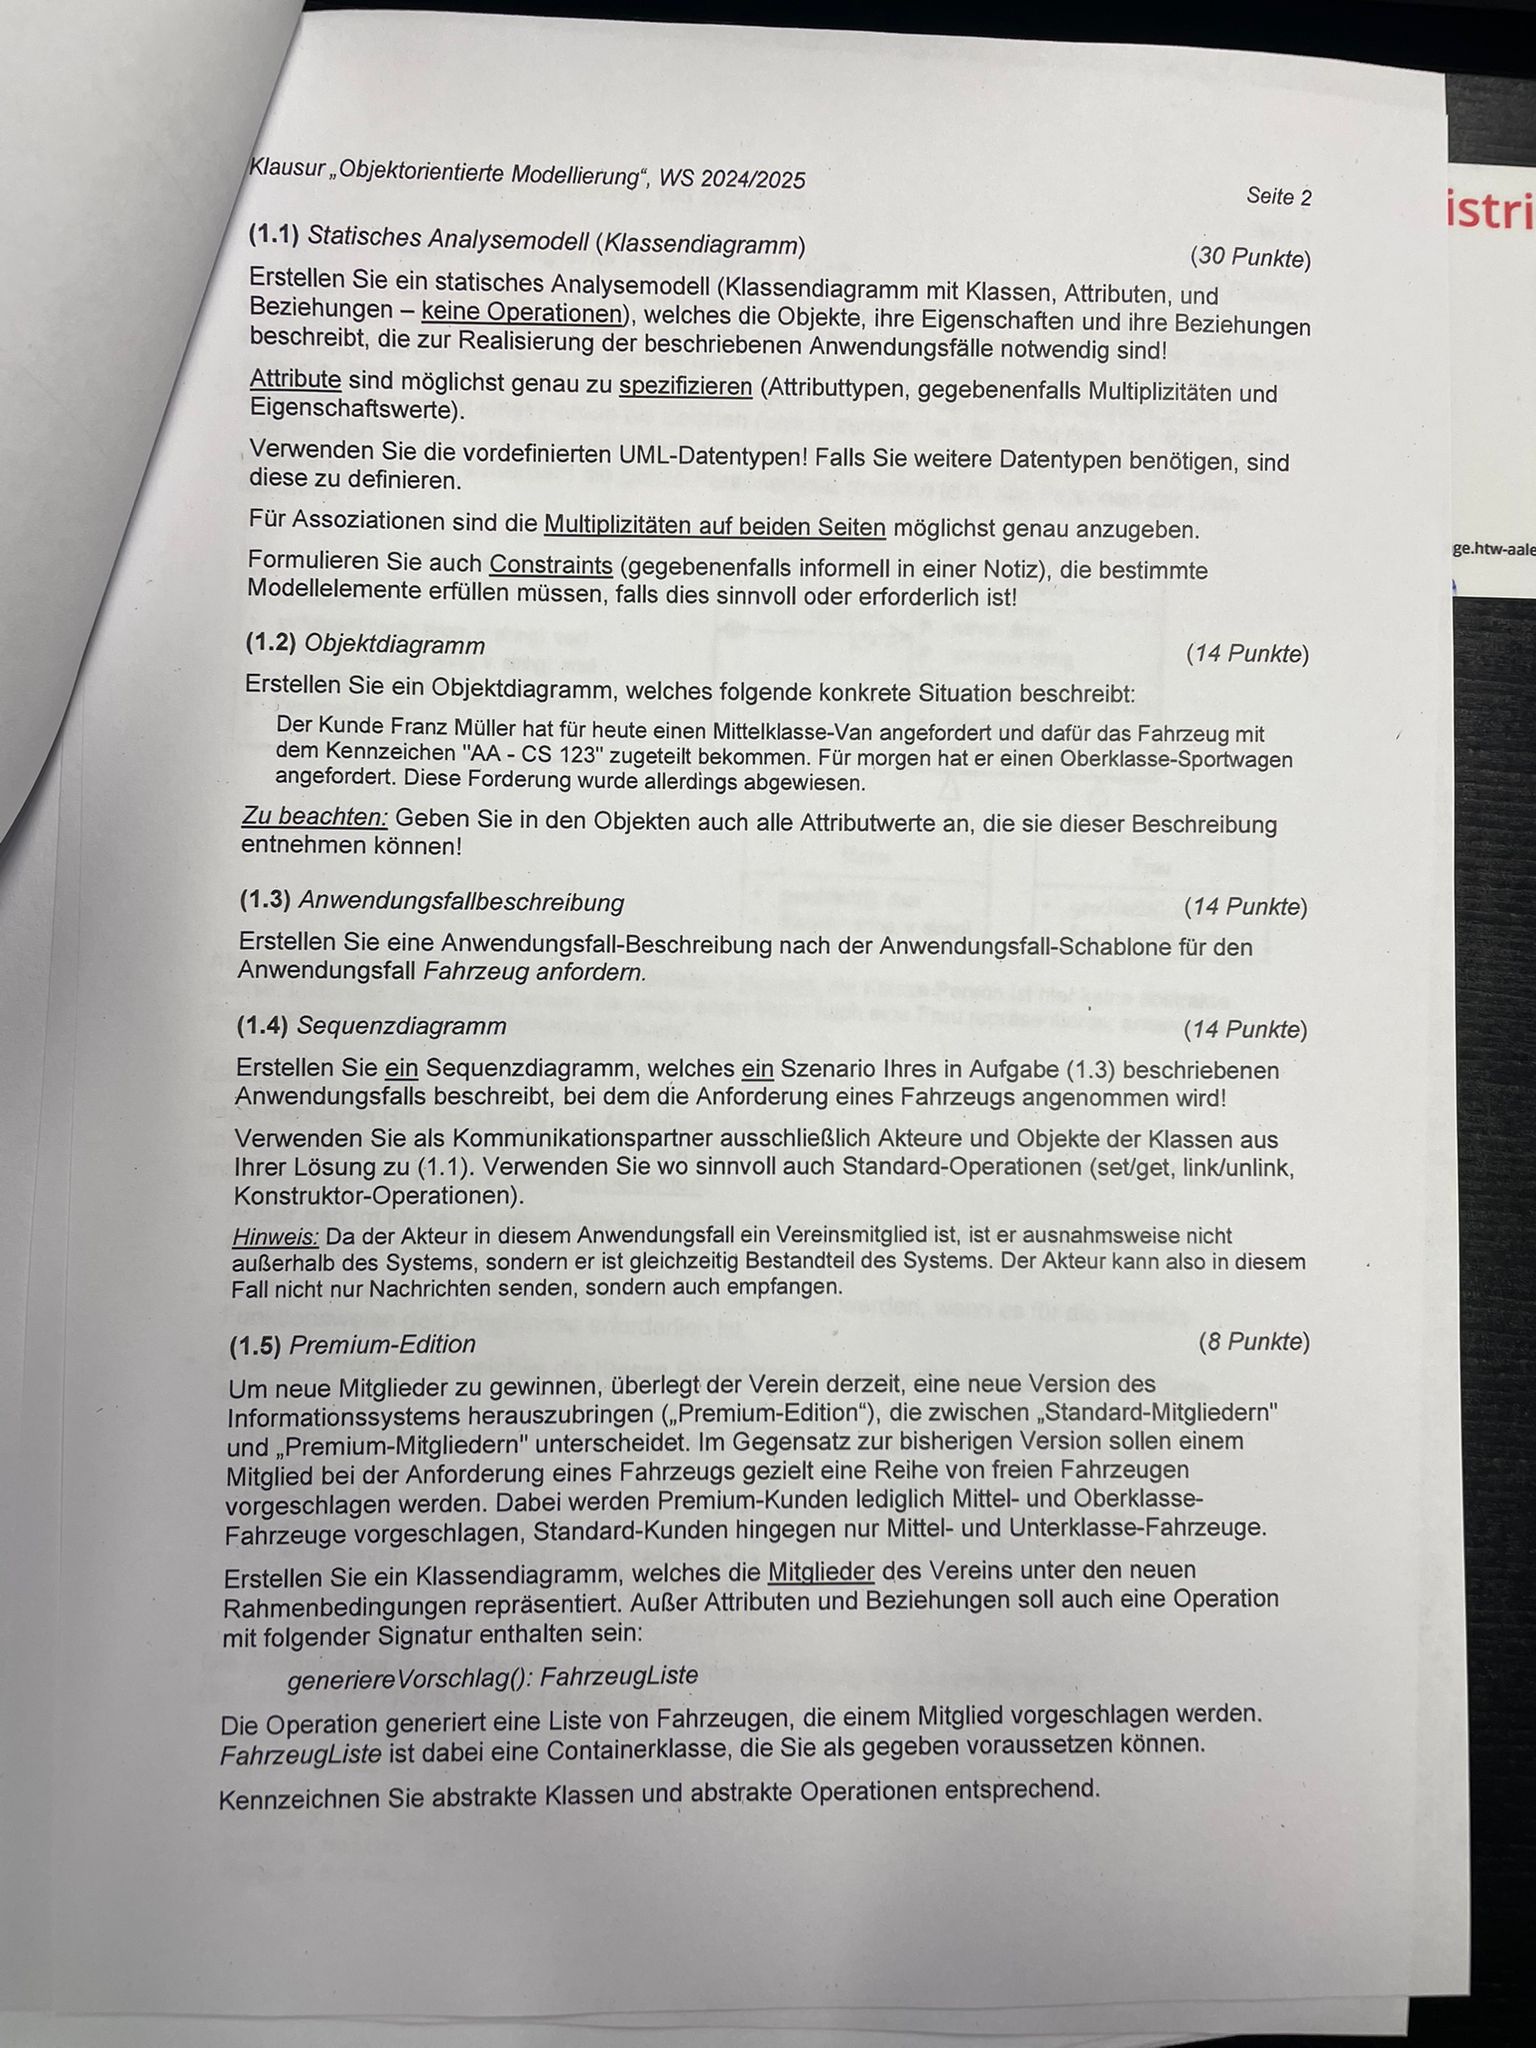 Klausur „Objektorientierte Modellierung“, WS 2024/2025
Seite 2
(1.1) Statisches Analysemodell (Klassendiagramm) (30 Punkte)
Erstellen Sie ein statisches Analysemodell (Klassendiagramm mit Klassen, Attributen, und
Beziehungen – keine Operationen), welches die Objekte, ihre Eigenschaften und ihre Beziehungen
beschreibt, die zur Realisierung der beschriebenen Anwendungsfälle notwendig sind!
Attribute sind möglichst genau zu spezifizieren (Attributtypen, gegebenenfalls Multiplizitäten und
Eigenschaftswerte).
Verwenden Sie die vordefinierten UML-Datentypen! Falls Sie weitere Datentypen benötigen, sind
diese zu definieren.
Für Assoziationen sind die Multiplizitäten auf beiden Seiten möglichst genau anzugeben.
Formulieren Sie auch Constraints (gegebenenfalls informell in einer Notiz), die bestimmte
Modellelemente erfüllen müssen, falls dies sinnvoll oder erforderlich ist!
(1.2) Objektdiagramm (14 Punkte)
Erstellen Sie ein Objektdiagramm, welches folgende konkrete Situation beschreibt:
Der Kunde Franz Müller hat für heute einen Mittelklasse-Van angefordert und dafür das Fahrzeug mit
dem Kennzeichen "AA - CS 123" zugeteilt bekommen. Für morgen hat er einen Oberklasse-Sportwagen
angefordert. Diese Forderung wurde allerdings abgewiesen.
Zu beachten: Geben Sie in den Objekten auch alle Attributwerte an, die sie dieser Beschreibung
entnehmen können!
(1.3) Anwendungsfallbeschreibung (14 Punkte)
Erstellen Sie eine Anwendungsfall-Beschreibung nach der Anwendungsfall-Schablone für den
Anwendungsfall Fahrzeug anfordern.
(1.4) Sequenzdiagramm (14 Punkte)
Erstellen Sie ein Sequenzdiagramm, welches ein Szenario Ihres in Aufgabe (1.3) beschriebenen
Anwendungsfalls beschreibt, bei dem die Anforderung eines Fahrzeugs angenommen wird!
Verwenden Sie als Kommunikationspartner ausschließlich Akteure und Objekte der Klassen aus
Ihrer Lösung zu (1.1). Verwenden Sie wo sinnvoll auch Standard-Operationen (set/get, link/unlink,
Konstruktor-Operationen).
Hinweis: Da der Akteur in diesem Anwendungsfall ein Vereinsmitglied ist, ist er ausnahmsweise nicht
außerhalb des Systems, sondern er ist gleichzeitig Bestandteil des Systems. Der Akteur kann also in diesem
Fall nicht nur Nachrichten senden, sondern auch empfangen.
(1.5) Premium-Edition (8 Punkte)
Um neue Mitglieder zu gewinnen, überlegt der Verein derzeit, eine neue Version des
Informationssystems herauszubringen („Premium-Edition“), die zwischen „Standard-Mitgliedern"
und „Premium-Mitgliedern" unterscheidet. Im Gegensatz zur bisherigen Version sollen einem
Mitglied bei der Anforderung eines Fahrzeugs gezielt eine Reihe von freien Fahrzeugen
vorgeschlagen werden. Dabei werden Premium-Kunden lediglich Mittel- und Oberklasse-
Fahrzeuge vorgeschlagen, Standard-Kunden hingegen nur Mittel- und Unterklasse-Fahrzeuge.
Erstellen Sie ein Klassendiagramm, welches die Mitglieder des Vereins unter den neuen
Rahmenbedingungen repräsentiert. Außer Attributen und Beziehungen soll auch eine Operation
mit folgender Signatur enthalten sein:
generiereVorschlag(): FahrzeugListe
Die Operation generiert eine Liste von Fahrzeugen, die einem Mitglied vorgeschlagen werden.
FahrzeugListe ist dabei eine Containerklasse, die Sie als gegeben voraussetzen können.
Kennzeichnen Sie abstrakte Klassen und abstrakte Operationen entsprechend.
istri
ge.htw-aale